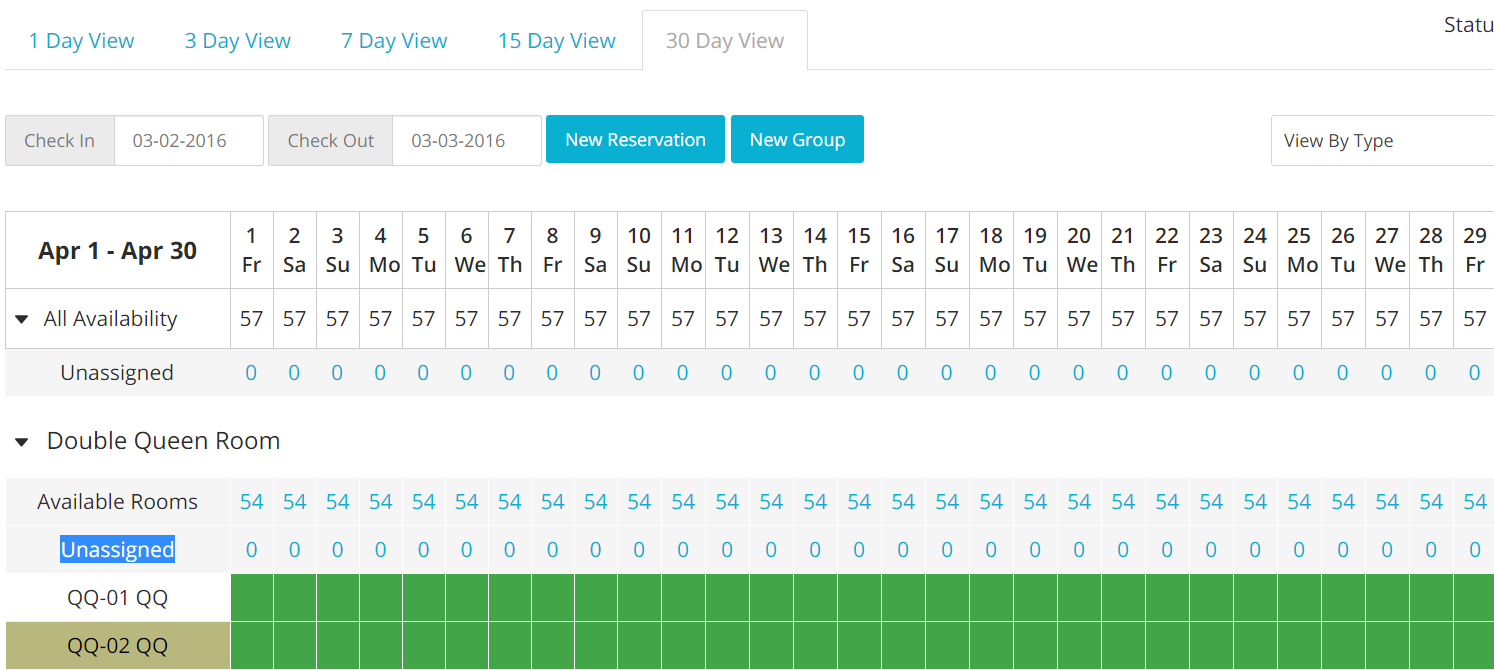 1 Day View 3 Day View 7 Day View 15 Day View 30 Day View Statu
Check In 03-02-2016 Check Out 03-03-2016 New Reservation New Group View By Type
Apr 1 - Apr 30 1 2 3 4 5 6 7 8 9 10 11 12 13 14 15 16 17 18 19 20 21 22 23 24 25 26 27 28 29
Fr Sa Su Mo Tu We Th Fr Sa Su Mo Tu We Th Fr Sa Su Mo Tu We Th Fr Sa Su Mo Tu We Th Fr
All Availability 57 57 57 57 57 57 57 57 57 57 57 57 57 57 57 57 57 57 57 57 57 57 57 57 57 57 57 57 57
Unassigned 0 0 0 0 0 0 0 0 0 0 0 0 0 0 0 0 0 0 0 0 0 0 0 0 0 0 0 0 0
Double Queen Room
Available Rooms 54 54 54 54 54 54 54 54 54 54 54 54 54 54 54 54 54 54 54 54 54 54 54 54 54 54 54 54 54
Unassigned 0 0 0 0 0 0 0 0 0 0 0 0 0 0 0 0 0 0 0 0 0 0 0 0 0 0 0 0 0
QQ-01 QQ
QQ-02 QQ